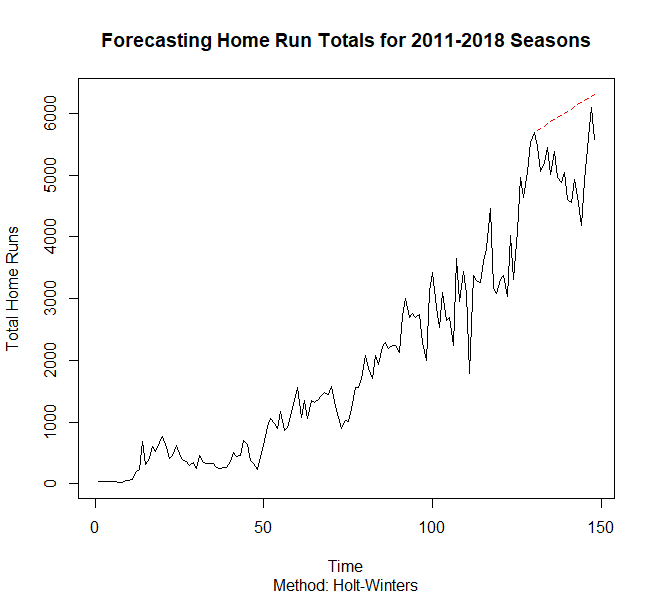 Forecasting Home Run Totals for 2011-2018 Seasons
Total Home Runs
6000
5000
4000
3000
2000
1000
0
0 50 100 150
Time
Method: Holt-Winters